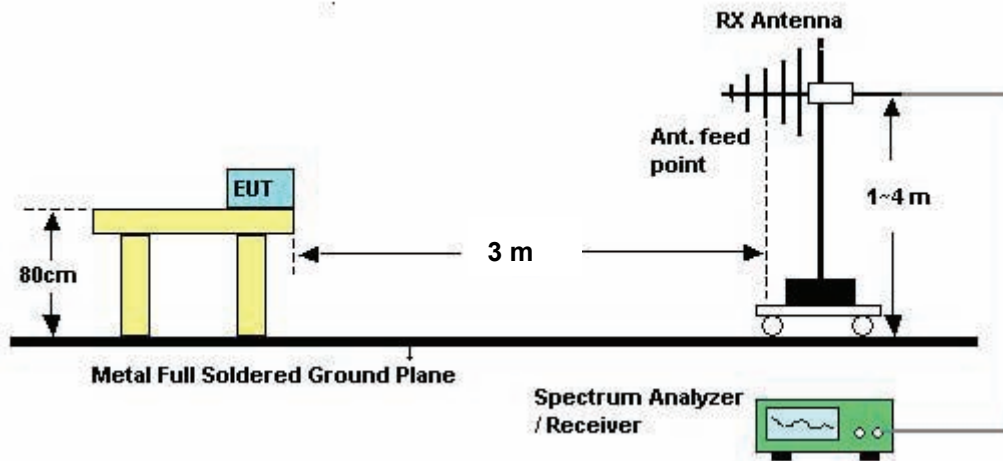 RX Antenna
Ant. feed
point
EUT
1~4 m
3 m
80cm
Metal Full Soldered Ground Plane
Spectrum Analyzer
/ Receiver